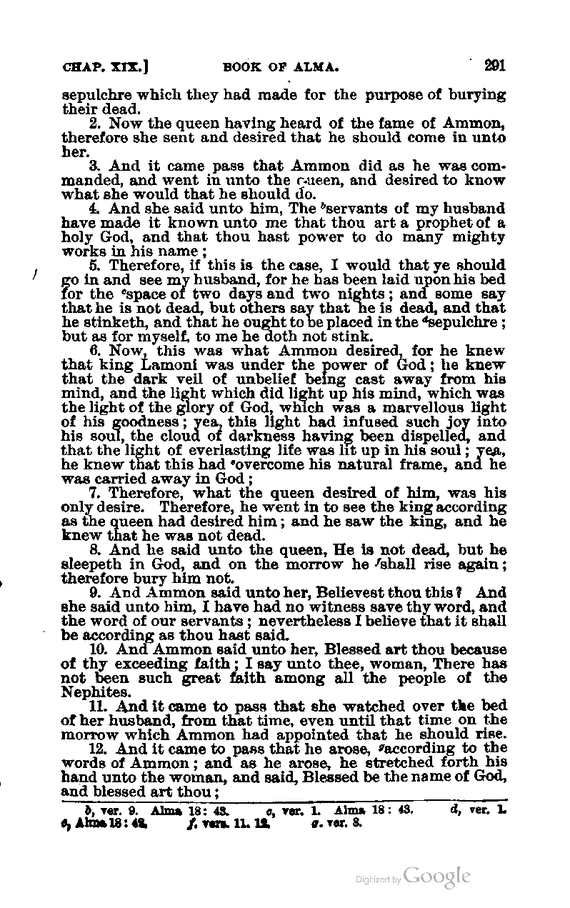 CHAP. XIX.] BOOK OF ALMA. 291
sepulchre which they had made for the purpose of burying
their dead.
2. Now the queen having heard of the fame of Ammon,
therefore she sent and desired that he should come in unto
her.
3. And it came pass that Ammon did as he was com-
manded, and went in unto the queen, and desired to know
what she would that he should do.
4. And she said unto him, The bservants of my husband
have made it known unto me that thou art a prophet of a
holy God, and that thou hast power to do many mighty
works in his name;
5. Therefore, if this is the case, I would that ye should
go in and see my husband, for he has been laid upon his bed
for the cspace of two days and two nights; and some say
that he is not dead, but others say that he is dead, and that
he stinketh, and that he ought to be placed in the dsepulchre;
but as for myself, to me he doth not stink.
6. Now, this was what Ammon desired, for he knew
that king Lamoni was under the power of God; he knew
that the dark veil of unbelief being cast away from his
mind, and the light which did light up his mind, which was
the light of the glory of God, which was a marvellous light
of his goodness; yea, this light had infused such joy into
his soul, the cloud of darkness having been dispelled, and
that the light of everlasting life was lit up in his soul; yea,
he knew that this had eovercome his natural frame, and he
was carried away in God;
7. Therefore, what the queen desired of him, was his
only desire. Therefore, he went in to see the king according
as the queen had desired him; and he saw the king, and he
knew that he was not dead.
8. And he said unto the queen, He is not dead, but he
sleepeth in God, and on the morrow he fshall rise again;
therefore bury him not.
9. And Ammon said unto her, Believest thou this? And
she said unto him, I have had no witness save thy word, and
the word of our servants; nevertheless I believe that it shall
be according as thou hast said.
10. And Ammon said unto her, Blessed art thou because
of thy exceeding faith; I say unto thee, woman, There has
not been such great faith among all the people of the
Nephites.
11. And it came to pass that she watched over the bed
of her husband, from that time, even until that time on the
morrow which Ammon had appointed that he should rise.
12. And it came to pass that he arose, gaccording to the
words of Ammon; and as he arose, he stretched forth his
hand unto the woman, and said, Blessed be the name of God,
and blessed art thou;
b, ver. 9. Alma 18: 43. c, ver. 1. Alma 18: 43. d, ver. 1.
e, Alma 18: 42. f, vers. 11. 12. g. ver. 8.
Digitized by Google